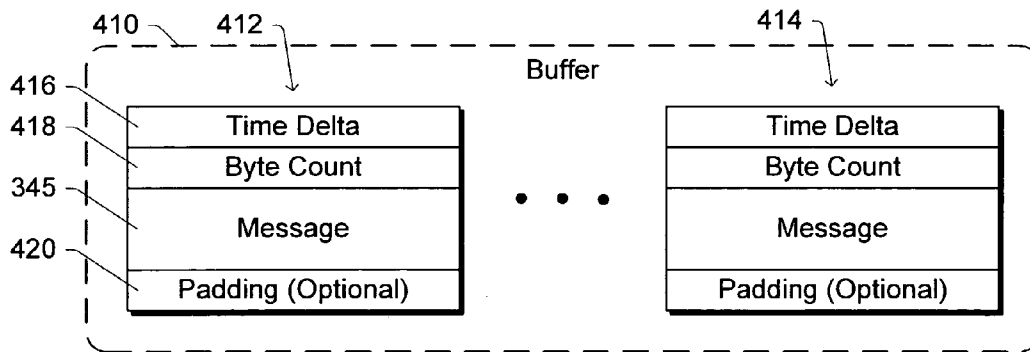 410
412
414
Buffer
416
Time Delta
Time Delta
418
Byte Count
Byte Count
345
Message
Message
420
Padding (Optional)
Padding (Optional)